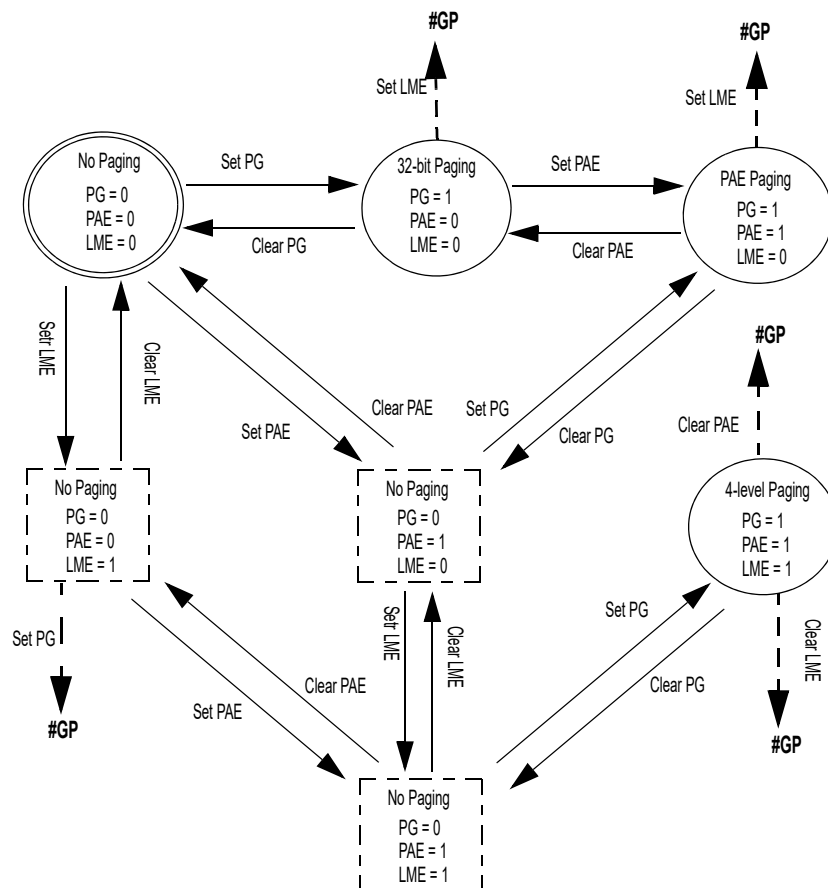 #GP
#GP
Set LME
Set LME
No Paging
PG = 0
PAE = 0
LME = 0
Set PG
Clear PG
32-bit Paging
PG = 1
PAE = 0
LME = 0
Set PAE
Clear PAE
PAE Paging
PG = 1
PAE = 1
LME = 0
Setr LME
Clear LME
Set PAE
Clear PAE
Set PG
Clear PG
#GP
Clear PAE
No Paging
PG = 0
PAE = 0
LME = 1
No Paging
PG = 0
PAE = 1
LME = 0
4-level Paging
PG = 1
PAE = 1
LME = 1
Set PG
#GP
Set PAE
Clear PAE
Setr LME
Clear LME
Set PG
Clear PG
Clear LME
#GP
No Paging
PG = 0
PAE = 1
LME = 1